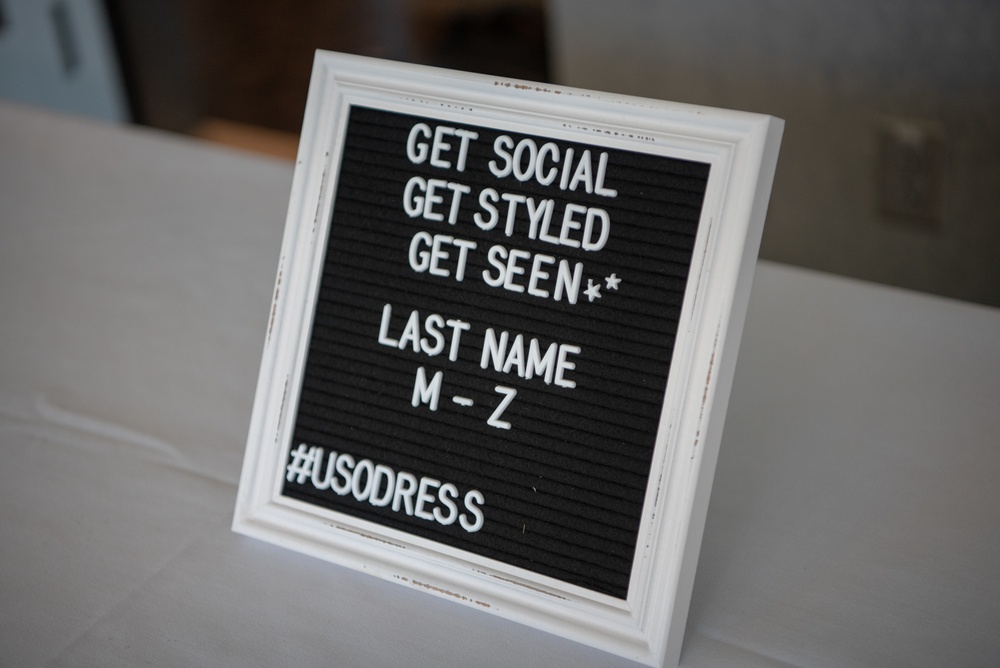 GET SOCIAL
GET STYLED
GET SEEN**
LAST NAME
M - Z
#USODRESS